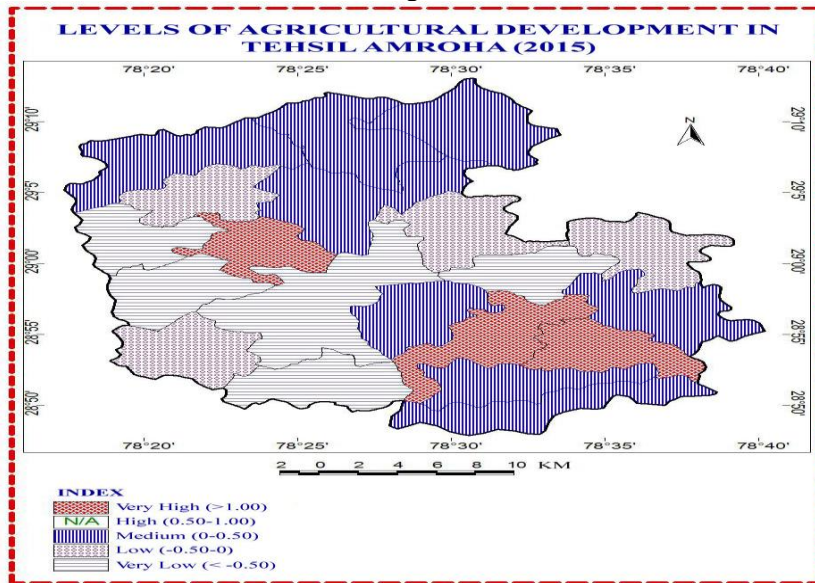 LEVELS OF AGRICULTURAL DEVELOPMENT IN
TEHSIL AMROHA (2015)
78°20' 78°25' 78°30' 78°35' 78°40'
29°10' 29°10'
N
29°5' 29°5'
29°00' 29°00'
28°55' 28°55'
28°50' 28°50'
78°20' 78°25' 78°30' 78°35' 78°40'
2 0 2 4 6 8 10 KM
INDEX
Very High (>1.00)
N/A High (0.50-1.00)
Medium (0-0.50)
Low (-0.50-0)
Very Low (< -0.50)